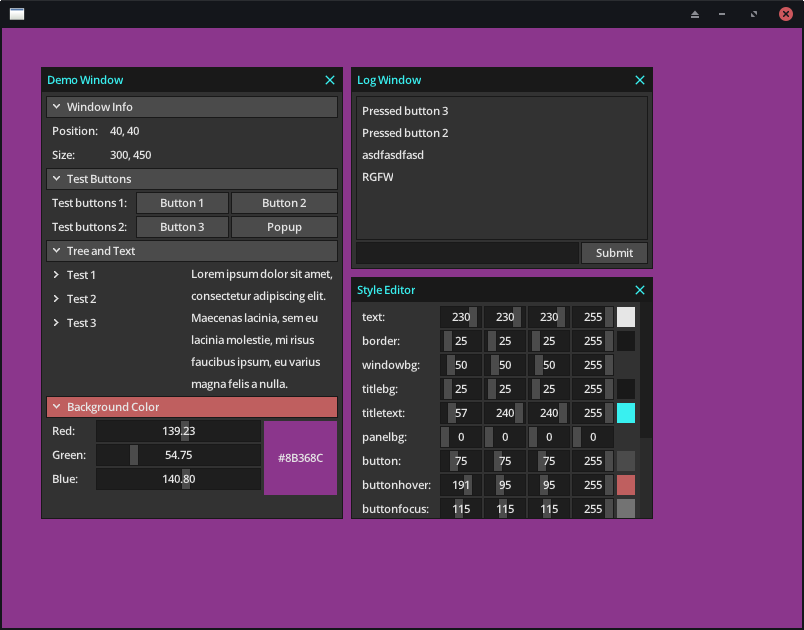 Demo Window
Window Info
Position: 40, 40
Size: 300, 450
Test Buttons
Test buttons 1: Button 1 Button 2
Test buttons 2: Button 3 Popup
Tree and Text
Test 1
Test 2
Test 3
Lorem ipsum dolor sit amet,
consectetur adipiscing elit.
Maecenas lacinia, sem eu
lacinia molestie, mi risus
faucibus ipsum, eu varius
magna felis a nulla.
Background Color
Red: 139.23
Green: 54.75
Blue: 140.80
#8B368C
Log Window
Pressed button 3
Pressed button 2
asdfasdfasd
RGFW
Submit
Style Editor
text: 230 230 230 255
border: 25 25 25 255
windowbg: 50 50 50 255
titlebg: 25 25 25 255
titletext: 57 240 240 255
panelbg: 0 0 0 0
button: 75 75 75 255
buttonhover: 191 95 95 255
buttonfocus: 115 115 115 255